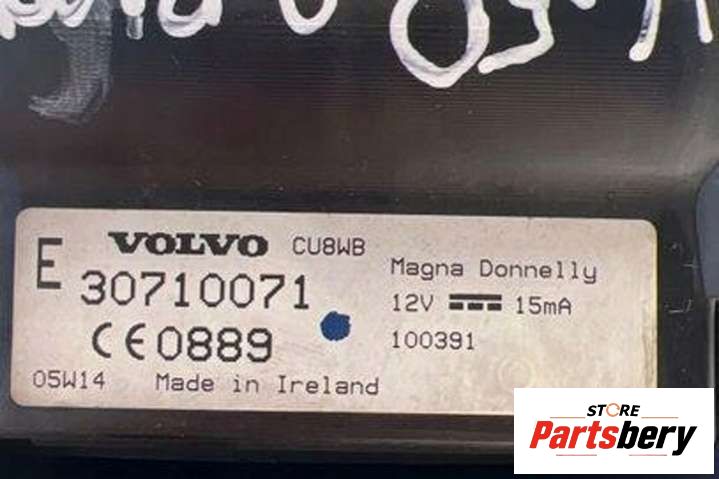 E VOLVO CU8WB
30710071
CE0889
05W14 Made in Ireland
Magna Donnelly
12V 15mA
100391
STORE
Partsbery